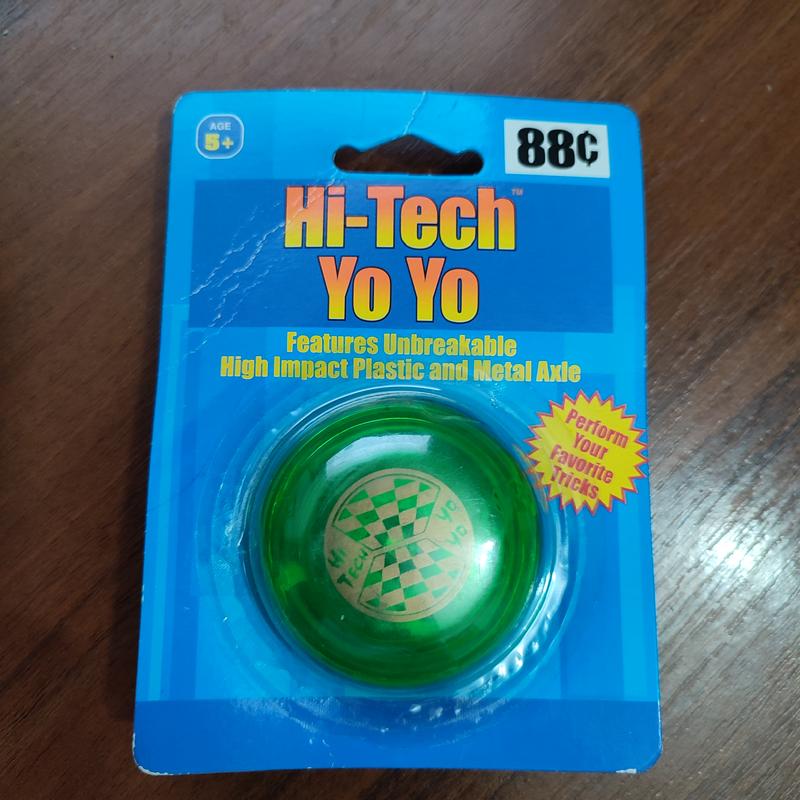 AGE
5+
88¢
Hi-Tech™
Yo Yo
Features Unbreakable
High Impact Plastic and Metal Axle
Perform
Your
Favorite
Tricks
HI
TECH
YO
YO